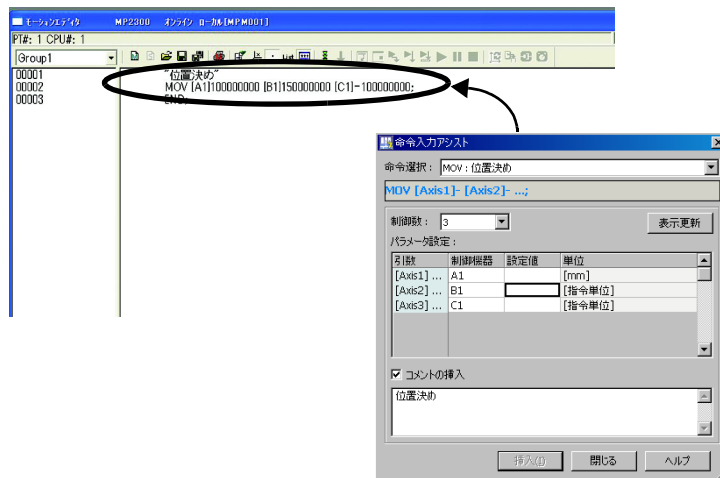 モーションエディタ MP2300 オンライン ローカル[MPM001]
PT#: 1 CPU#: 1
Group1
00001 "位置決め"
00002 MOV [A1]100000000 [B1]150000000 [C1]-100000000;
00003 END;
命令入力アシスト
命令選択： MOV : 位置決め
MOV [Axis1]- [Axis2]- ...;
制御数： 3 表示更新
パラメータ設定：
引数 制御機器 設定値 単位
[Axis1] ... A1 [mm]
[Axis2] ... B1 [指令単位]
[Axis3] ... C1 [指令単位]
コメントの挿入
位置決め
挿入(I) 閉じる ヘルプ